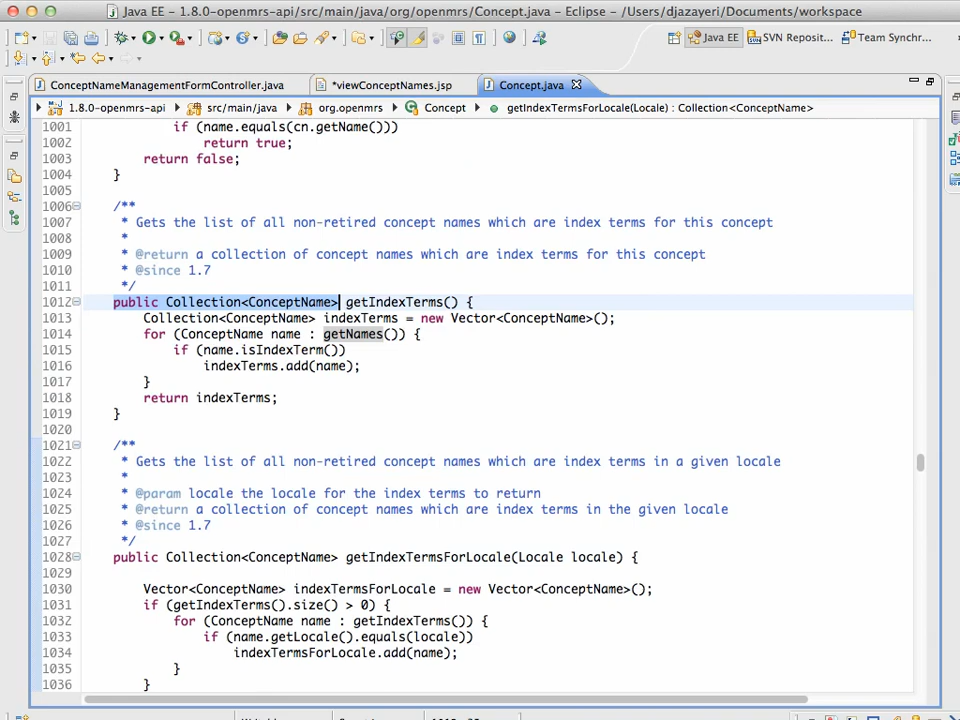 Java EE - 1.8.0-openmrs-api/src/main/java/org/openmrs/Concept.java - Eclipse - /Users/djazayeri/Documents/workspace
Java EE
SVN Reposit...
Team Synchr...
ConceptNameManagementFormController.java
*viewConceptNames.jsp
Concept.java
1.8.0-openmrs-api
src/main/java
org.openmrs
Concept
getIndexTermsForLocale(Locale) : Collection<ConceptName>
1001 if (name.equals(cn.getName()))
1002 return true;
1003 return false;
1004 }
1005
1006 /**
1007 * Gets the list of all non-retired concept names which are index terms for this concept
1008 *
1009 * @return a collection of concept names which are index terms for this concept
1010 * @since 1.7
1011 */
1012 public Collection<ConceptName> getIndexTerms() {
1013 Collection<ConceptName> indexTerms = new Vector<ConceptName>();
1014 for (ConceptName name : getNames()) {
1015 if (name.isIndexTerm())
1016 indexTerms.add(name);
1017 }
1018 return indexTerms;
1019 }
1020
1021 /**
1022 * Gets the list of all non-retired concept names which are index terms in a given locale
1023 *
1024 * @param locale the locale for the index terms to return
1025 * @return a collection of concept names which are index terms in the given locale
1026 * @since 1.7
1027 */
1028 public Collection<ConceptName> getIndexTermsForLocale(Locale locale) {
1029
1030 Vector<ConceptName> indexTermsForLocale = new Vector<ConceptName>();
1031 if (getIndexTerms().size() > 0) {
1032 for (ConceptName name : getIndexTerms()) {
1033 if (name.getLocale().equals(locale))
1034 indexTermsForLocale.add(name);
1035 }
1036 }